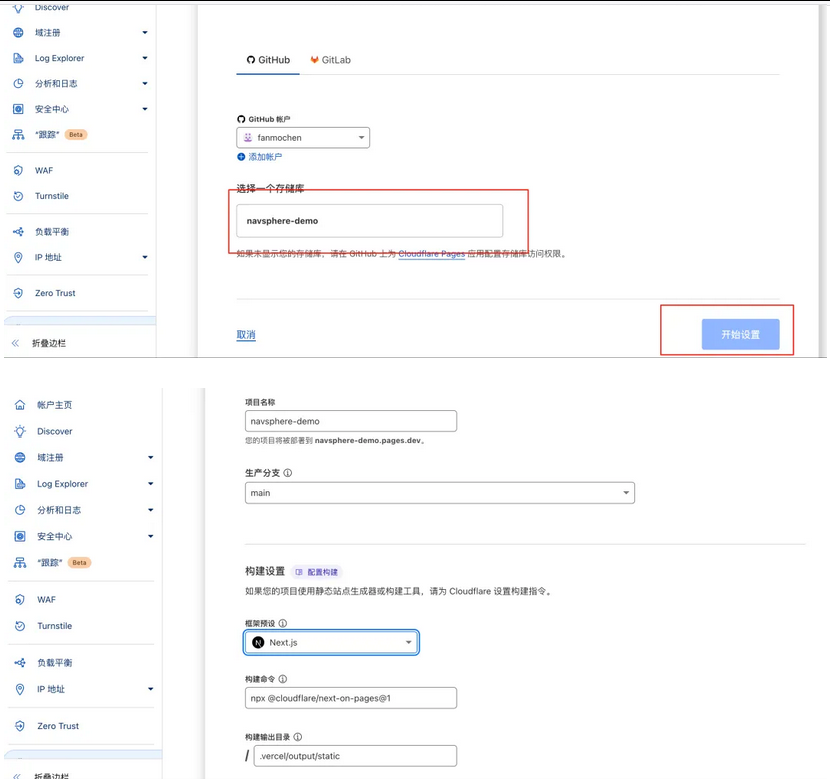 Discover
域注册
Log Explorer
分析和日志
安全中心
“跟踪” Beta
WAF
Turnstile
负载平衡
IP 地址
Zero Trust
折叠边栏
GitHub GitLab
GitHub 帐户
fanmochen
添加帐户
选择一个存储库
navsphere-demo
如果未显示您的存储库，请在 GitHub 上为 Cloudflare Pages 应用配置存储库访问权限。
取消
开始设置
帐户主页
Discover
域注册
Log Explorer
分析和日志
安全中心
“跟踪” Beta
WAF
Turnstile
负载平衡
IP 地址
Zero Trust
折叠边栏
项目名称
navsphere-demo
您的项目将被部署到 navsphere-demo.pages.dev。
生产分支
main
构建设置 配置构建
如果您的项目使用静态站点生成器或构建工具，请为 Cloudflare 设置构建指令。
框架预设
Next.js
构建命令
npx @cloudflare/next-on-pages@1
构建输出目录
/ .vercel/output/static